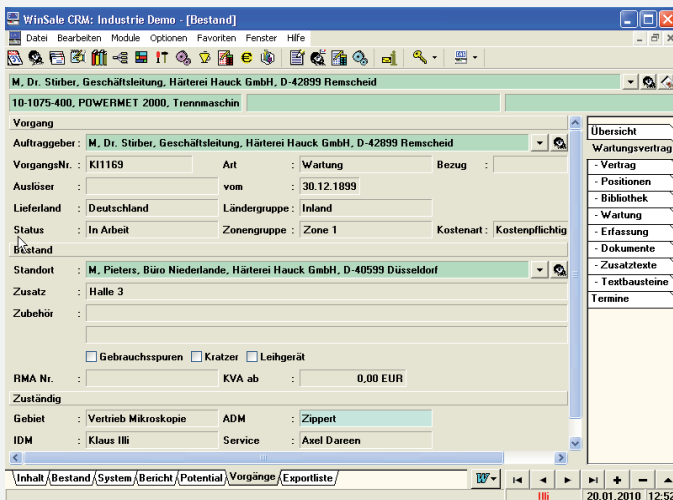 WinSale CRM: Industrie Demo - [Bestand]
Datei Bearbeiten Module Optionen Favoriten Fenster Hilfe
M, Dr. Stirber, Geschäftsleitung, Härterei Hauck GmbH, D-42899 Remscheid
10-1075-400, POWERMET 2000, Trennmaschin
Vorgang
Auftraggeber : M, Dr. Stirber, Geschäftsleitung, Härterei Hauck GmbH, D-42899 Remscheid
VorgangsNr. : KI1169 Art : Wartung Bezug :
Auslöser : vom : 30.12.1899
Lieferland : Deutschland Ländergruppe : Inland
Status : In Arbeit Zonengruppe : Zone 1 Kostenart : Kostenpflichtig
Bestand
Standort : M, Pieters, Büro Niederlande, Härterei Hauck GmbH, D-40599 Düsseldorf
Zusatz : Halle 3
Zubehör :
Gebrauchsspuren Kratzer Leihgerät
RMA Nr. : KVA ab : 0,00 EUR
Zuständig
Gebiet : Vertrieb Mikroskopie ADM : Zippert
IDM : Klaus Illi Service : Axel Dareen
Übersicht
Wartungsvertrag
- Vertrag
- Positionen
- Bibliothek
- Wartung
- Erfassung
- Dokumente
- Zusatztexte
- Textbausteine
Termine
Inhalt Bestand System Bericht Potential Vorgänge Exportliste
Illi 20.01.2010 12:52